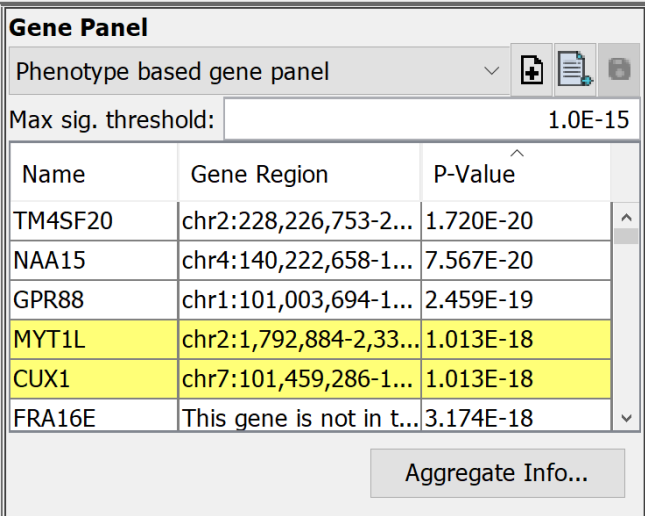 Gene Panel
Phenotype based gene panel
Max sig. threshold: 1.0E-15
Name Gene Region P-Value
TM4SF20 chr2:228,226,753-2... 1.720E-20
NAA15 chr4:140,222,658-1... 7.567E-20
GPR88 chr1:101,003,694-1... 2.459E-19
MYT1L chr2:1,792,884-2,33... 1.013E-18
CUX1 chr7:101,459,286-1... 1.013E-18
FRA16E This gene is not in t... 3.174E-18
Aggregate Info...